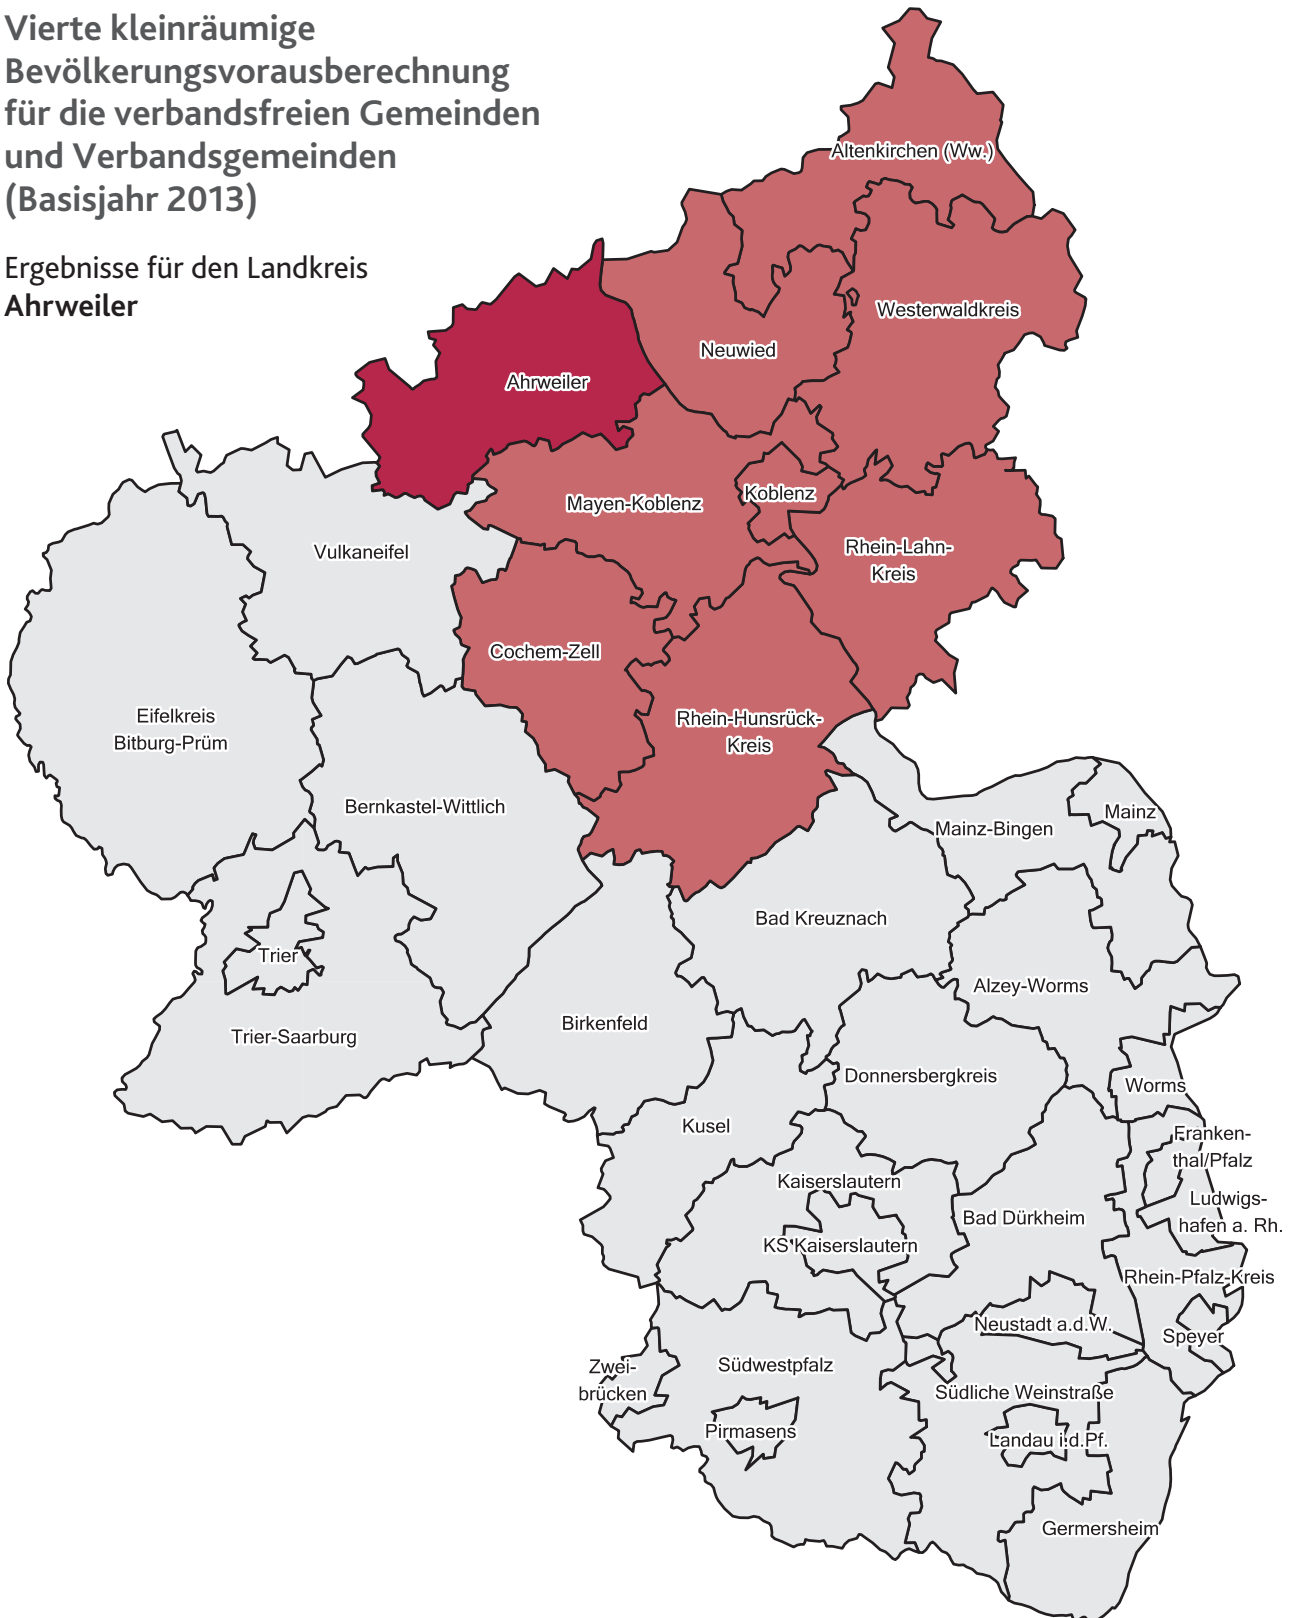 Vierte kleinräumige
Bevölkerungsvorausberechnung
für die verbandsfreien Gemeinden
und Verbandsgemeinden
(Basisjahr 2013)
Ergebnisse für den Landkreis
Ahrweiler
Altenkirchen (Ww.)
Westerwaldkreis
Neuwied
Ahrweiler
Mayen-Koblenz
Koblenz
Rhein-Lahn-
Kreis
Vulkaneifel
Cochem-Zell
Rhein-Hunsrück-
Kreis
Eifelkreis
Bitburg-Prüm
Bernkastel-Wittlich
Mainz-Bingen
Mainz
Bad Kreuznach
Trier
Alzey-Worms
Trier-Saarburg
Birkenfeld
Donnersbergkreis
Worms
Kusel
Franken-
thal/Pfalz
Kaiserslautern
Ludwigs-
hafen a. Rh.
Bad Dürkheim
KS Kaiserslautern
Rhein-Pfalz-Kreis
Neustadt a.d.W.
Speyer
Zwei-
brücken
Südwestpfalz
Südliche Weinstraße
Pirmasens
Landau i.d.Pf.
Germersheim